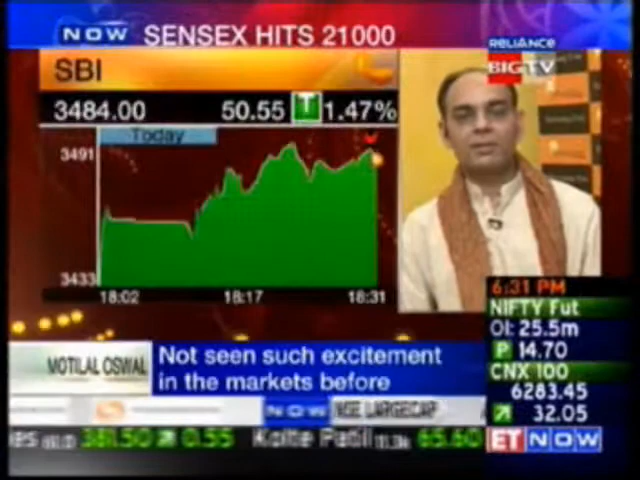 NOW SENSEX HITS 21000
RELIANCE
BIG TV
SBI
3484.00 50.55 T 1.47%
Today
3491
3433
18:02 18:17 18:31
6:31 PM
NIFTY Fut
OI: 25.5m
P 14.70
CNX 100
6283.45
32.05
MOTILAL OSWAL
Not seen such excitement
in the markets before
NOW NSE LARGECAP
es 381.50 0.55 Kolte Patil 65.60
ET NOW